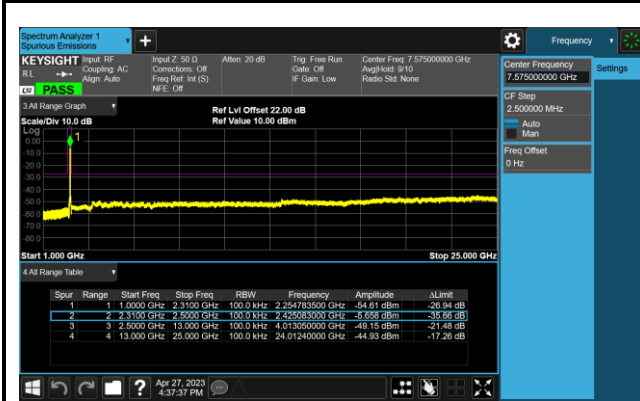 Spectrum Analyzer 1
Spurious Emissions
+
Frequency
KEYSIGHT Input: RF Input Z: 50 Ω Atten: 20 dB Trig: Free Run Center Freq: 7.575000000 GHz
RL Coupling: AC Corrections: Off Gate: Off Avg|Hold: 9/10
Align: Auto Freq Ref: Int (S) IF Gain: Low Radio Std: None
NFE: Off
LXI PASS
Center Frequency
7.575000000 GHz
Settings
CF Step
2.500000 MHz
Auto
Man
Freq Offset
0 Hz
3 All Range Graph
Ref Lvl Offset 22.00 dB
Scale/Div 10.0 dB Ref Value 10.00 dBm
Log
1
0.00
-10.0
-20.0
-30.0
-40.0
-50.0
-60.0
-70.0
-80.0
Start 1.000 GHz Stop 25.000 GHz
4 All Range Table
Spur Range Start Freq Stop Freq RBW Frequency Amplitude ΔLimit
1 1 1.0000 GHz 2.3100 GHz 100.0 kHz 2.254783500 GHz -54.61 dBm -26.94 dB
2 2 2.3100 GHz 2.5000 GHz 100.0 kHz 2.425083000 GHz -5.658 dBm -35.66 dB
3 3 2.5000 GHz 13.000 GHz 100.0 kHz 4.013050000 GHz -49.15 dBm -21.48 dB
4 4 13.000 GHz 25.000 GHz 100.0 kHz 24.01240000 GHz -44.93 dBm -17.26 dB
?
Apr 27, 2023
4:37:37 PM